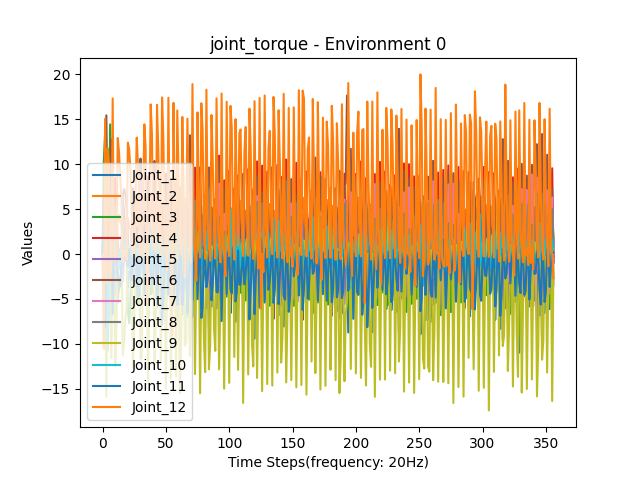 joint_torque - Environment 0
Values
20
15
10
5
0
−5
−10
−15
Joint_1
Joint_2
Joint_3
Joint_4
Joint_5
Joint_6
Joint_7
Joint_8
Joint_9
Joint_10
Joint_11
Joint_12
0 50 100 150 200 250 300 350
Time Steps(frequency: 20Hz)